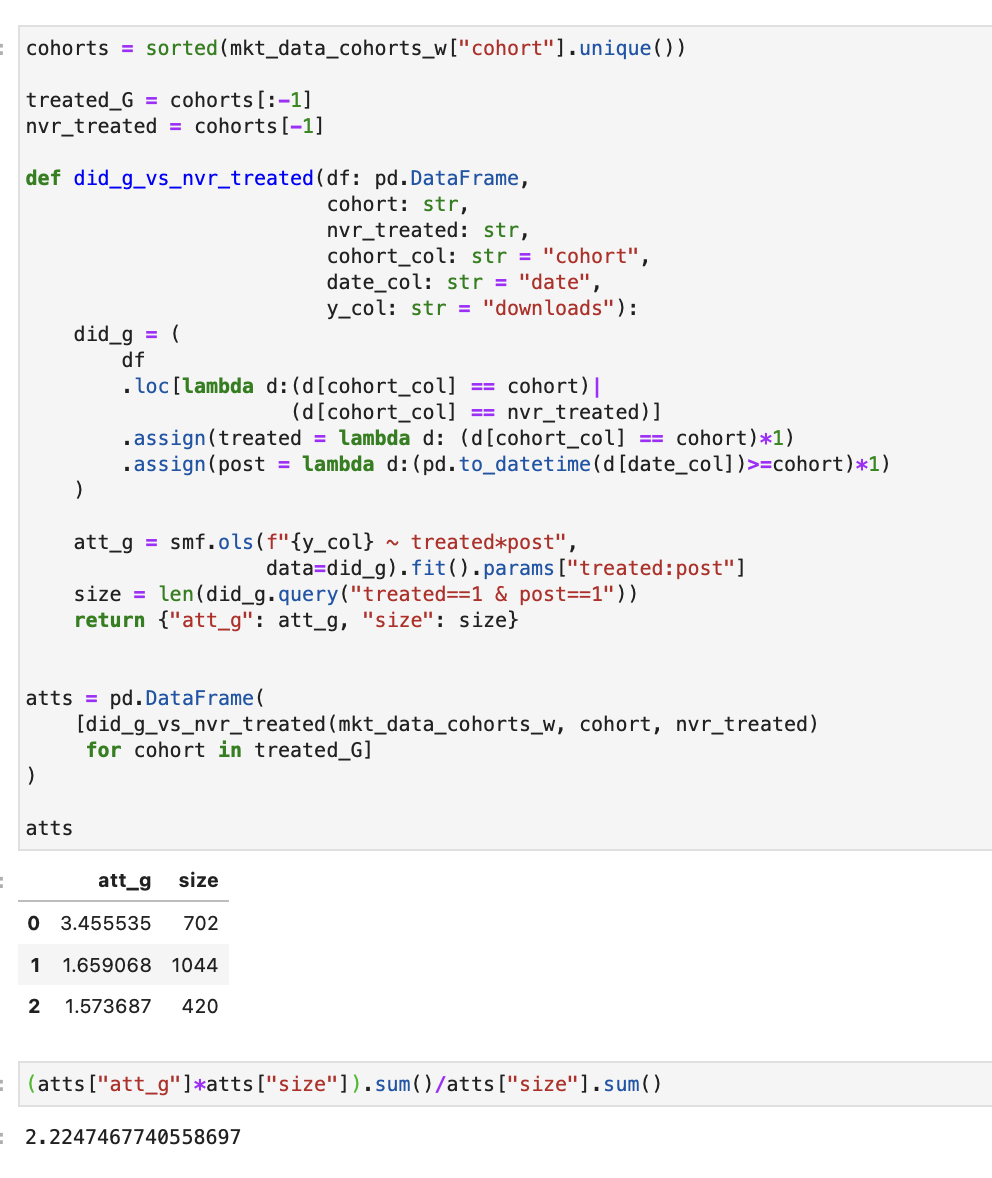 cohorts = sorted(mkt_data_cohorts_w["cohort"].unique())

treated_G = cohorts[:-1]
nvr_treated = cohorts[-1]

def did_g_vs_nvr_treated(df: pd.DataFrame,
                         cohort: str,
                         nvr_treated: str,
                         cohort_col: str = "cohort",
                         date_col: str = "date",
                         y_col: str = "downloads"):
    did_g = (
        df
        .loc[lambda d:(d[cohort_col] == cohort)|
                      (d[cohort_col] == nvr_treated)]
        .assign(treated = lambda d: (d[cohort_col] == cohort)*1)
        .assign(post = lambda d:(pd.to_datetime(d[date_col])>=cohort)*1)
    )

    att_g = smf.ols(f"{y_col} ~ treated*post",
                    data=did_g).fit().params["treated:post"]
    size = len(did_g.query("treated==1 & post==1"))
    return {"att_g": att_g, "size": size}


atts = pd.DataFrame(
    [did_g_vs_nvr_treated(mkt_data_cohorts_w, cohort, nvr_treated)
     for cohort in treated_G]
)

atts
att_g size
0 3.455535 702
1 1.659068 1044
2 1.573687 420
(atts["att_g"]*atts["size"]).sum()/atts["size"].sum()
2.2247467740558697